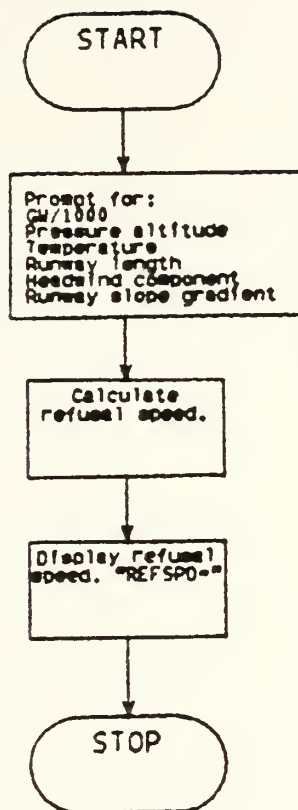 START
Prompt for:
GW/1000
Pressure altitude
Temperature
Runway length
Headwind component
Runway slope gradient
Calculate
refusal speed.
Display refusal
speed. "REFSPD="
STOP